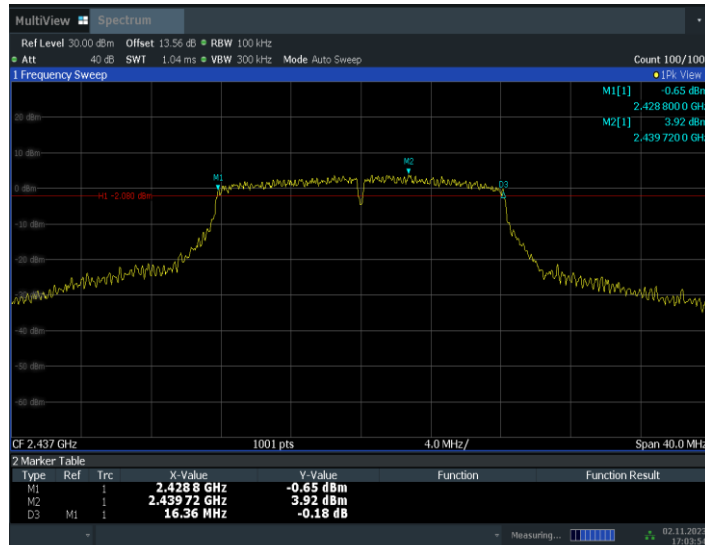 MultiView Spectrum
Ref Level 30.00 dBm Offset 13.56 dB RBW 100 kHz
Att 40 dB SWT 1.04 ms VBW 300 kHz Mode Auto Sweep Count 100/100
1 Frequency Sweep 1Pk View
M1[1] -0.65 dBm
2.428 800 0 GHz
M2[1] 3.92 dBm
2.439 720 0 GHz
20 dBm
10 dBm
M2
M1
D3
0 dBm
H1 -2.080 dBm
-10 dBm
-20 dBm
-40 dBm
-50 dBm
-60 dBm
CF 2.437 GHz 1001 pts 4.0 MHz/ Span 40.0 MHz
2 Marker Table
Type Ref Trc X-Value Y-Value Function Function Result
M1 1 2.4288 GHz -0.65 dBm
M2 1 2.43972 GHz 3.92 dBm
D3 M1 1 16.36 MHz -0.18 dB
Measuring... 02.11.2023
17:03:54